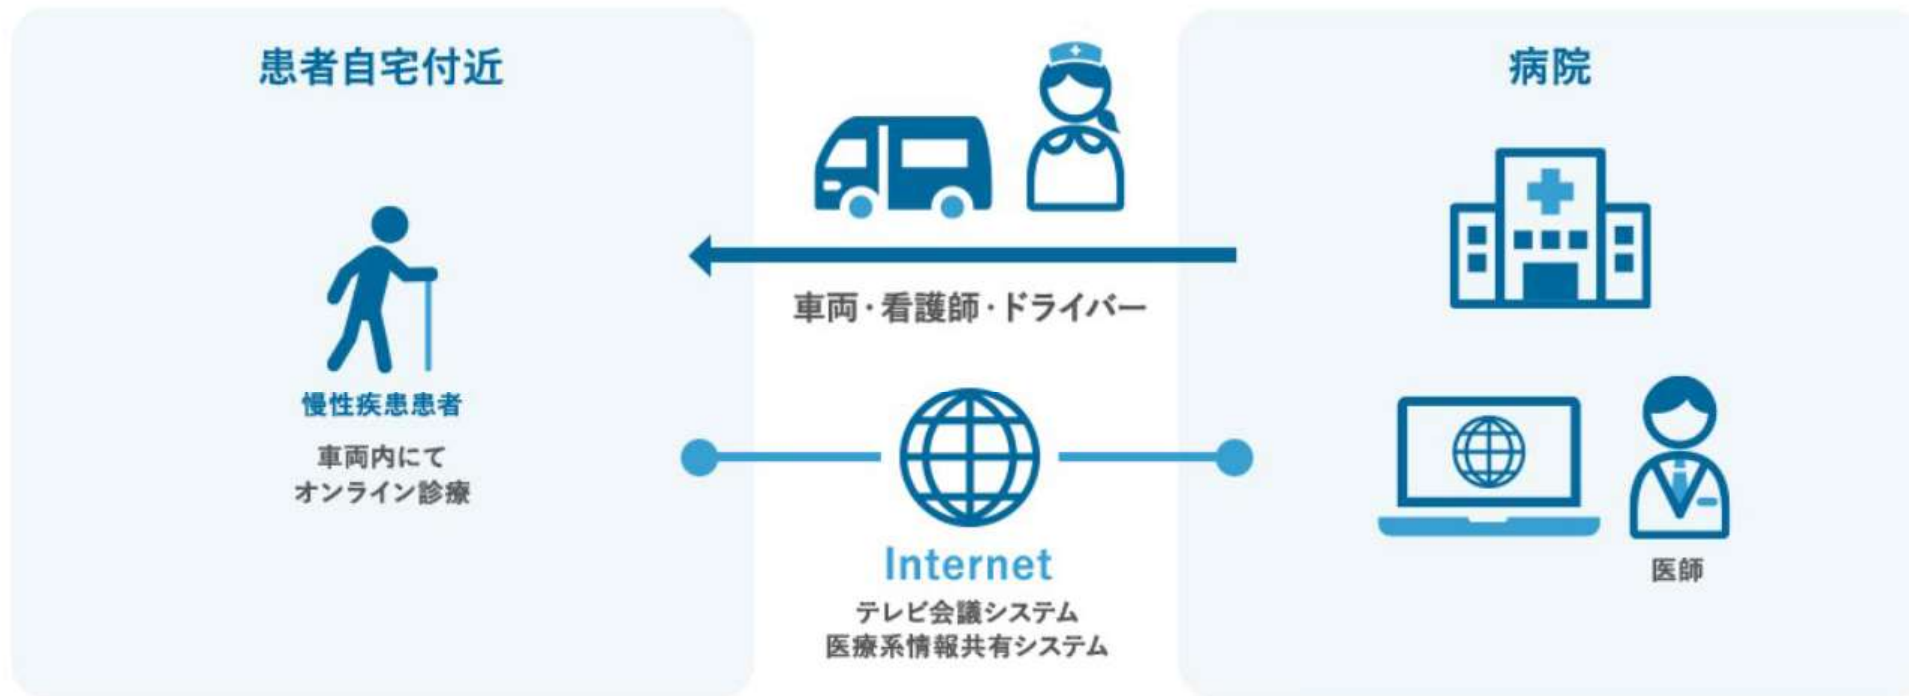 患者自宅付近
慢性疾患患者
車両内にて
オンライン診療
車両・看護師・ドライバー
Internet
テレビ会議システム
医療系情報共有システム
病院
医師